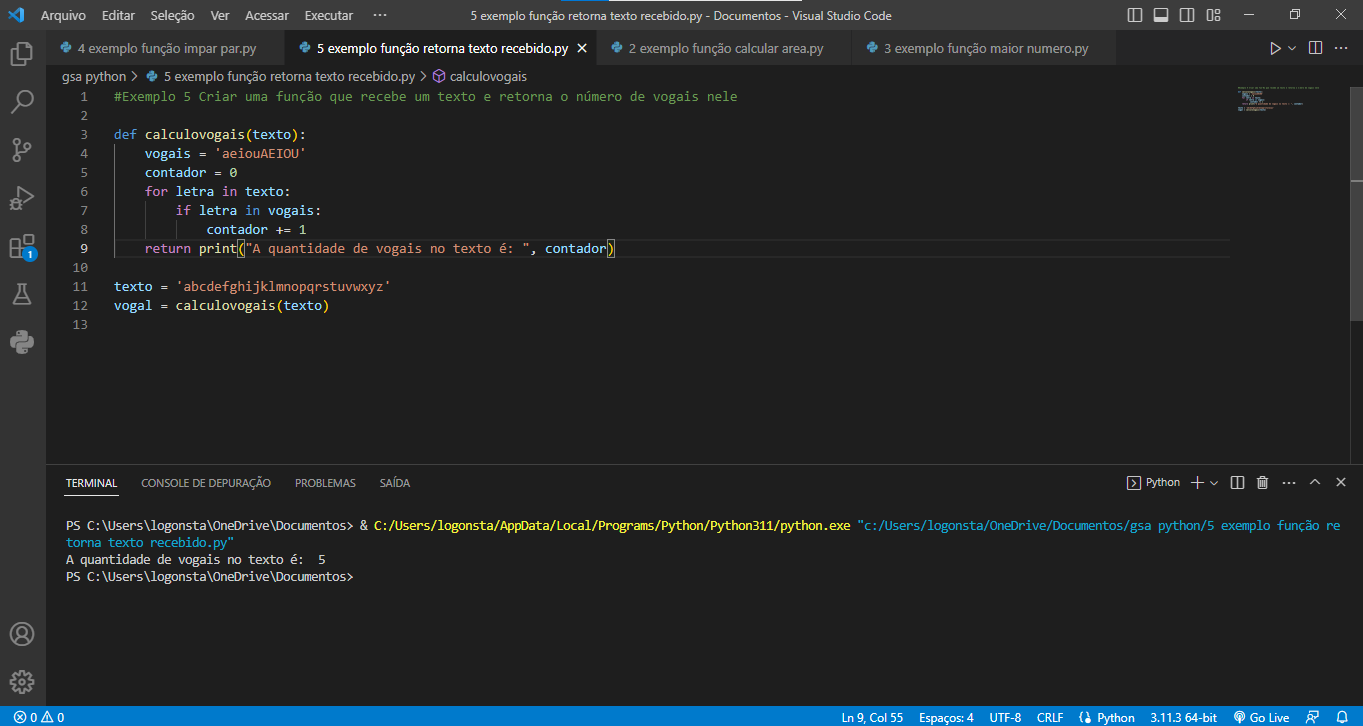 Arquivo Editar Seleção Ver Acessar Executar ··· 5 exemplo função retorna texto recebido.py - Documentos - Visual Studio Code
4 exemplo função impar par.py 5 exemplo função retorna texto recebido.py 2 exemplo função calcular area.py 3 exemplo função maior numero.py
gsa python > 5 exemplo função retorna texto recebido.py > calculovogais
1 #Exemplo 5 Criar uma função que recebe um texto e retorna o número de vogais nele
2
3 def calculovogais(texto):
4     vogais = 'aeiouAEIOU'
5     contador = 0
6     for letra in texto:
7         if letra in vogais:
8             contador += 1
9     return print("A quantidade de vogais no texto é: ", contador)
10
11 texto = 'abcdefghijklmnopqrstuvwxyz'
12 vogal = calculovogais(texto)
13
TERMINAL CONSOLE DE DEPURAÇÃO PROBLEMAS SAÍDA Python
PS C:\Users\logonsta\OneDrive\Documentos> & C:/Users/logonsta/AppData/Local/Programs/Python/Python311/python.exe "c:/Users/logonsta/OneDrive/Documentos/gsa python/5 exemplo função re
torna texto recebido.py"
A quantidade de vogais no texto é:  5
PS C:\Users\logonsta\OneDrive\Documentos>
1
0 0 Ln 9, Col 55 Espaços: 4 UTF-8 CRLF Python 3.11.3 64-bit Go Live